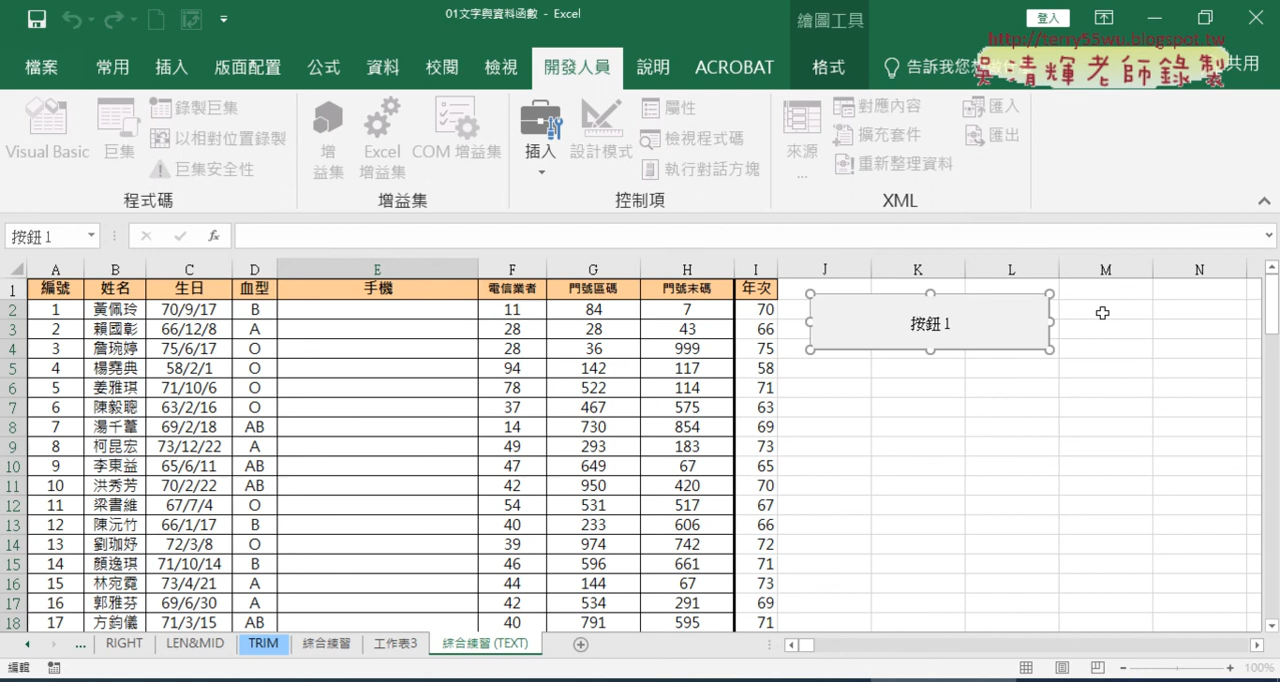 01文字與資料函數 - Excel
繪圖工具
登入
http://terry55wu.blogspot.tw
吳清輝老師錄製
檔案 常用 插入 版面配置 公式 資料 校閱 檢視 開發人員 說明 ACROBAT 格式 告訴我您 共用
Visual Basic 巨集 錄製巨集 以相對位置錄製 巨集安全性
程式碼
增益集 Excel 增益集 COM 增益集
增益集
插入 設計模式 屬性 檢視程式碼 執行對話方塊
控制項
來源 ... 對應內容 擴充套件 重新整理資料 匯入 匯出
XML
按鈕 1 fx
A B C D E F G H I J K L M N
1 編號 姓名 生日 血型 手機 電信業者 門號區碼 門號末碼 年次
2 1 黃佩玲 70/9/17 B 11 84 7 70
3 2 賴國彰 66/12/8 A 28 28 43 66
4 3 詹琬婷 75/6/17 O 28 36 999 75
5 4 楊堯典 58/2/1 O 94 142 117 58
6 5 姜雅琪 71/10/6 O 78 522 114 71
7 6 陳毅聰 63/2/16 O 37 467 575 63
8 7 湯千薰 69/2/18 AB 14 730 854 69
9 8 柯昆宏 73/12/22 A 49 293 183 73
10 9 李東益 65/6/11 AB 47 649 67 65
11 10 洪秀芳 70/2/22 AB 42 950 420 70
12 11 梁書維 67/7/4 O 54 531 517 67
13 12 陳沅竹 66/1/17 B 40 233 606 66
14 13 劉珈妤 72/3/8 O 39 974 742 72
15 14 顏逸琪 71/10/14 B 46 596 661 71
16 15 林宛霓 73/4/21 A 44 144 67 73
17 16 郭雅芬 69/6/30 A 42 534 291 69
18 17 方鈞儀 71/3/15 AB 40 791 595 71
按鈕 1
... RIGHT LEN&MID TRIM 綜合練習 工作表3 綜合練習 (TEXT)
編輯 100%